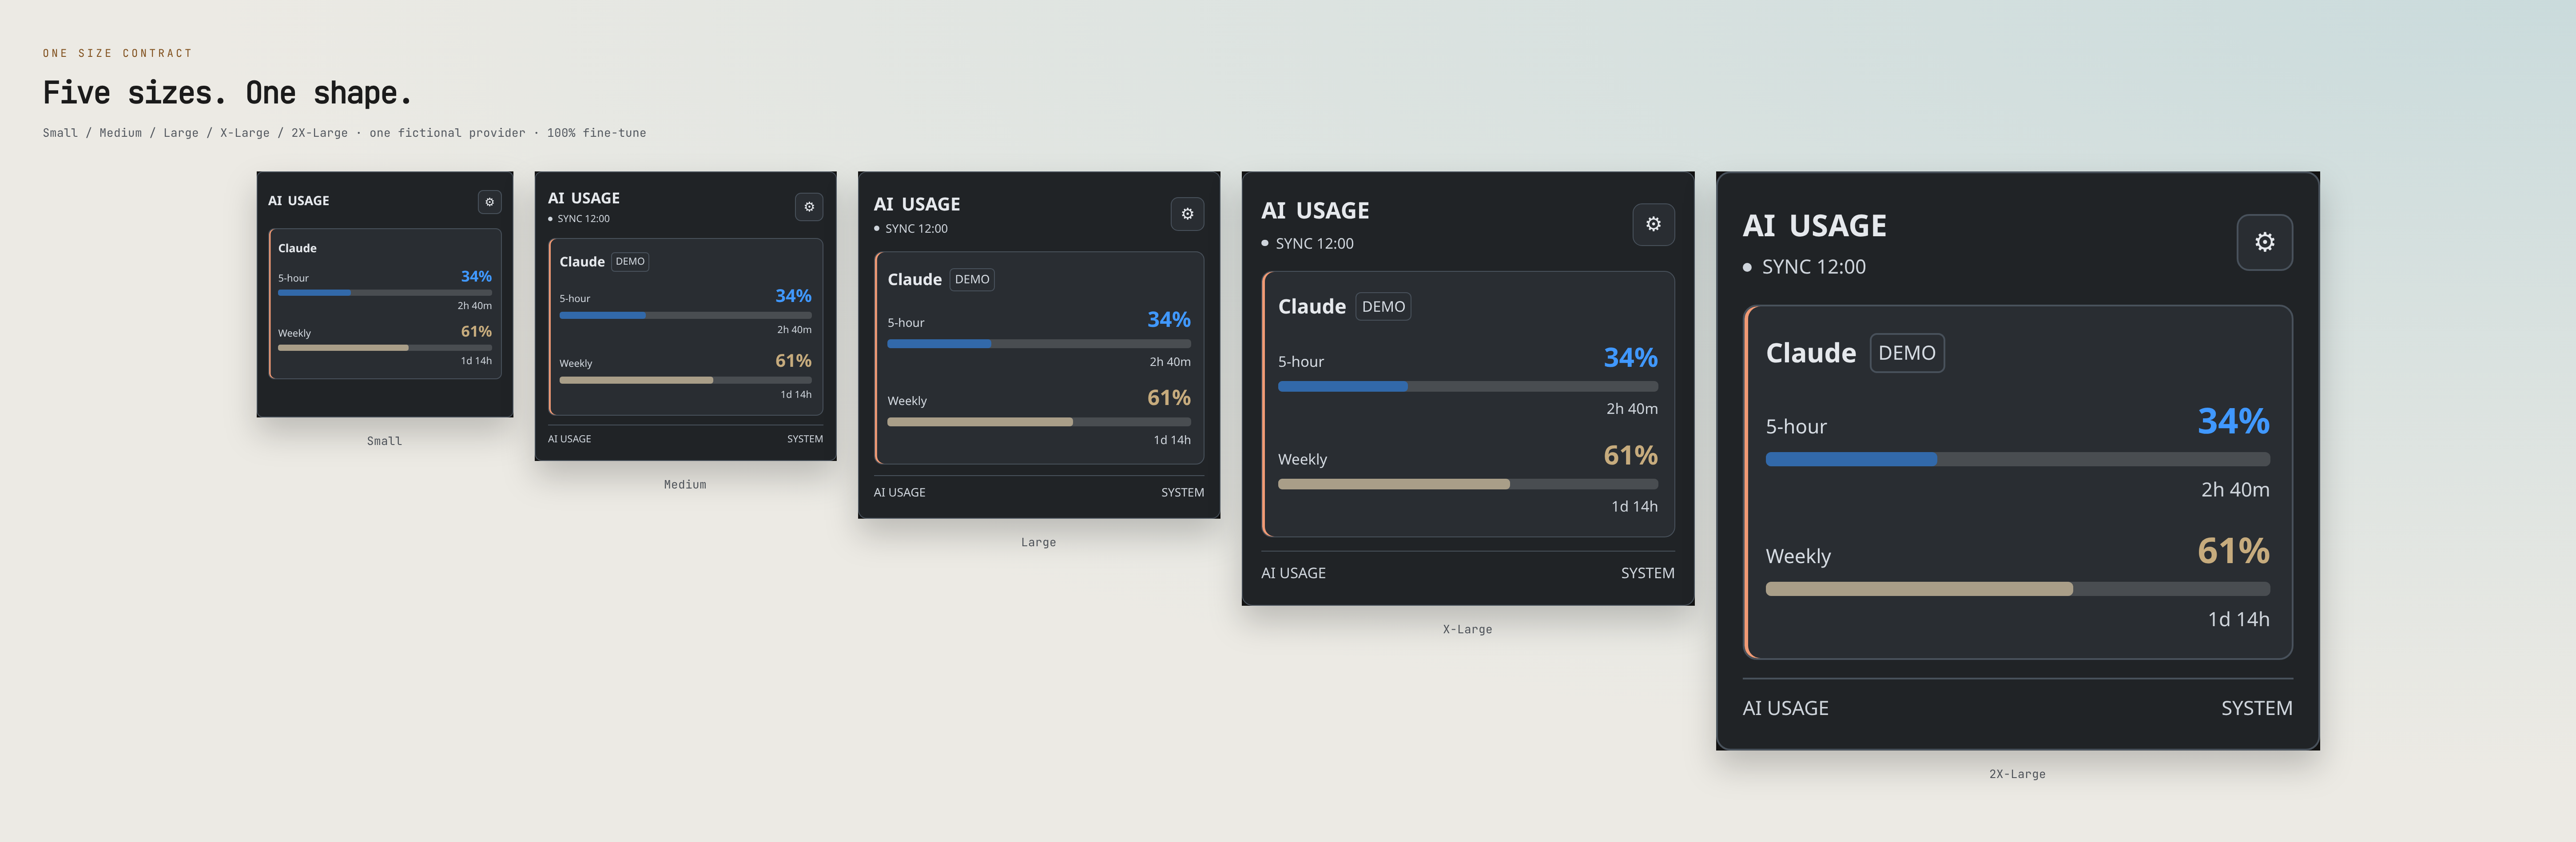 ONE SIZE CONTRACT
Five sizes. One shape.
Small / Medium / Large / X-Large / 2X-Large · one fictional provider · 100% fine-tune
AI USAGE
Claude
5-hour 34%
2h 40m
Weekly 61%
1d 14h
Small
AI USAGE
SYNC 12:00
Claude DEMO
5-hour 34%
2h 40m
Weekly 61%
1d 14h
AI USAGE SYSTEM
Medium
AI USAGE
SYNC 12:00
Claude DEMO
5-hour 34%
2h 40m
Weekly 61%
1d 14h
AI USAGE SYSTEM
Large
AI USAGE
SYNC 12:00
Claude DEMO
5-hour 34%
2h 40m
Weekly 61%
1d 14h
AI USAGE SYSTEM
X-Large
AI USAGE
SYNC 12:00
Claude DEMO
5-hour 34%
2h 40m
Weekly 61%
1d 14h
AI USAGE SYSTEM
2X-Large